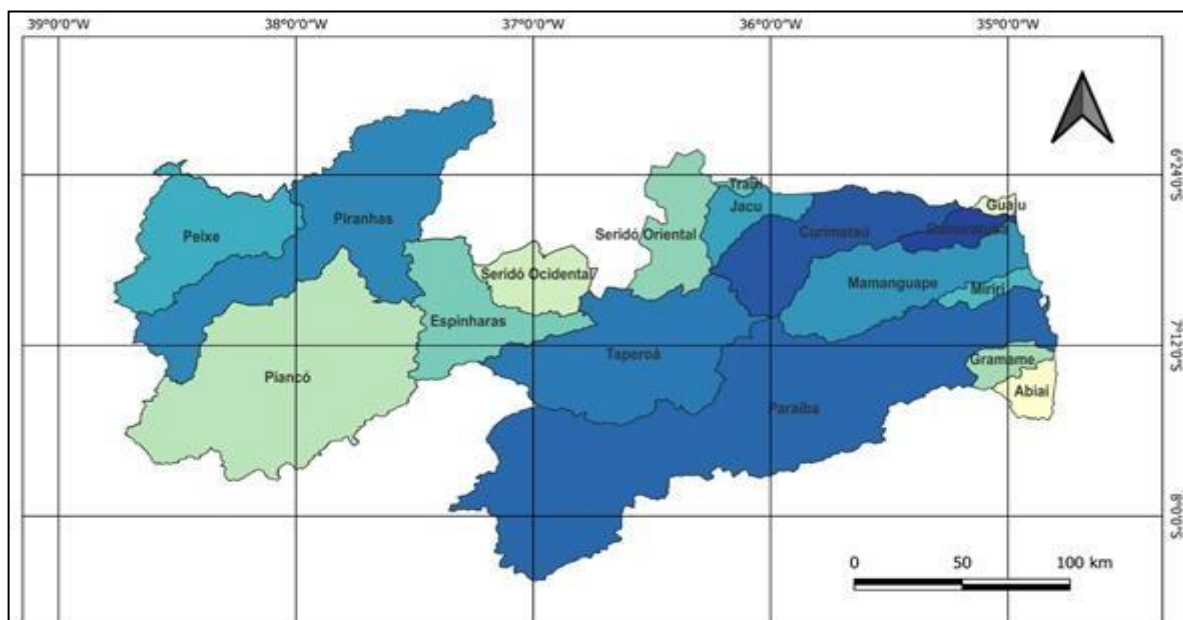 39°0'0"W 38°0'0"W 37°0'0"W 36°0'0"W 35°0'0"W
6°24'0"S
7°12'0"S
8°0'0"S
Trairi
Guaju
Jacu
Peixe
Piranhas
Seridó Oriental
Curimataú
Seridó Ocidental
Mamanguape
Miriri
Espinharas
Taperoá
Gramame
Piancó
Abiaí
Paraíba
0 50 100 km